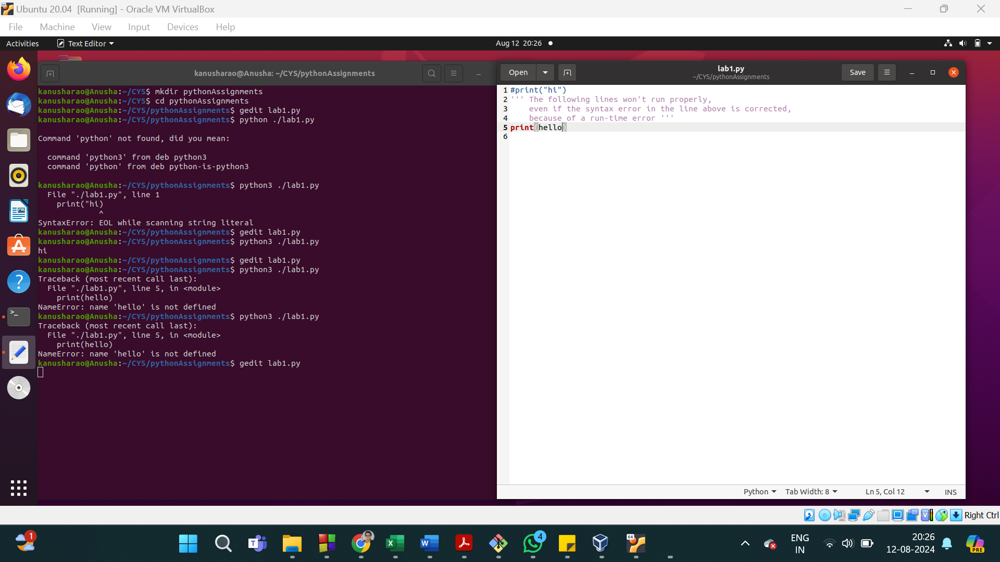 Ubuntu 20.04 [Running] - Oracle VM VirtualBox
File Machine View Input Devices Help
Activities Text Editor Aug 12 20:26
kanusharao@Anusha: ~/CYS/pythonAssignments
kanusharao@Anusha:~/CYS$ mkdir pythonAssignments
kanusharao@Anusha:~/CYS$ cd pythonAssignments
kanusharao@Anusha:~/CYS/pythonAssignments$ gedit lab1.py
kanusharao@Anusha:~/CYS/pythonAssignments$ python ./lab1.py
Command 'python' not found, did you mean:
command 'python3' from deb python3
command 'python' from deb python-is-python3
kanusharao@Anusha:~/CYS/pythonAssignments$ python3 ./lab1.py
File "./lab1.py", line 1
print("hi)
^
SyntaxError: EOL while scanning string literal
kanusharao@Anusha:~/CYS/pythonAssignments$ gedit lab1.py
kanusharao@Anusha:~/CYS/pythonAssignments$ python3 ./lab1.py
hi
kanusharao@Anusha:~/CYS/pythonAssignments$ gedit lab1.py
kanusharao@Anusha:~/CYS/pythonAssignments$ python3 ./lab1.py
Traceback (most recent call last):
File "./lab1.py", line 5, in <module>
print(hello)
NameError: name 'hello' is not defined
kanusharao@Anusha:~/CYS/pythonAssignments$ python3 ./lab1.py
Traceback (most recent call last):
File "./lab1.py", line 5, in <module>
print(hello)
NameError: name 'hello' is not defined
kanusharao@Anusha:~/CYS/pythonAssignments$ gedit lab1.py
Open
lab1.py
~/CYS/pythonAssignments
Save
1 #print("hi")
2 ''' The following lines won't run properly,
3 even if the syntax error in the line above is corrected,
4 because of a run-time error '''
5 print(hello)
6
Python Tab Width: 8 Ln 5, Col 12 INS
Right Ctrl
1
4
64
PRE
ENG
IN
20:26
12-08-2024